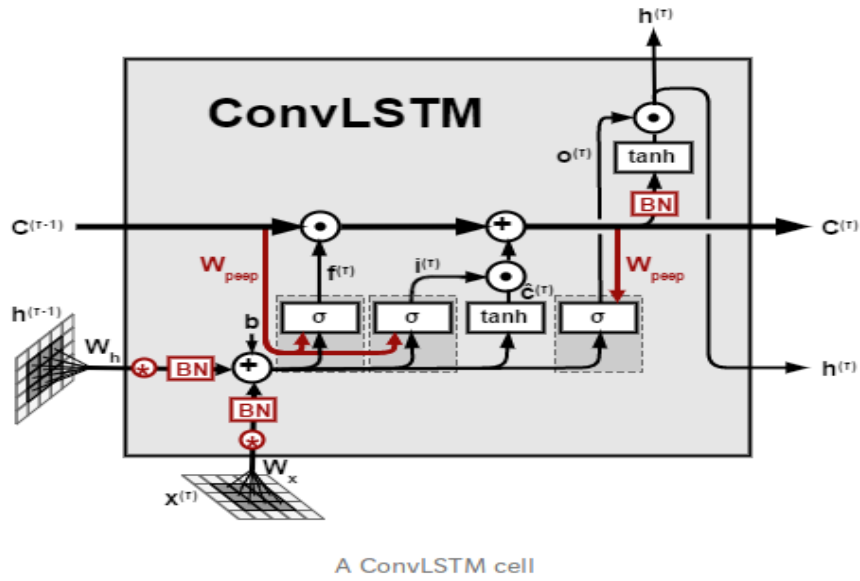 h⁽ᵀ⁾
ConvLSTM
o⁽ᵀ⁾
tanh
BN
C⁽ᵀ⁻¹⁾
C⁽ᵀ⁾
W_peep
f⁽ᵀ⁾
i⁽ᵀ⁾
ĉ⁽ᵀ⁾
W_peep
h⁽ᵀ⁻¹⁾
b
σ
σ
tanh
σ
W_h
* BN
+
h⁽ᵀ⁾
BN
*
W_x
x⁽ᵀ⁾
A ConvLSTM cell